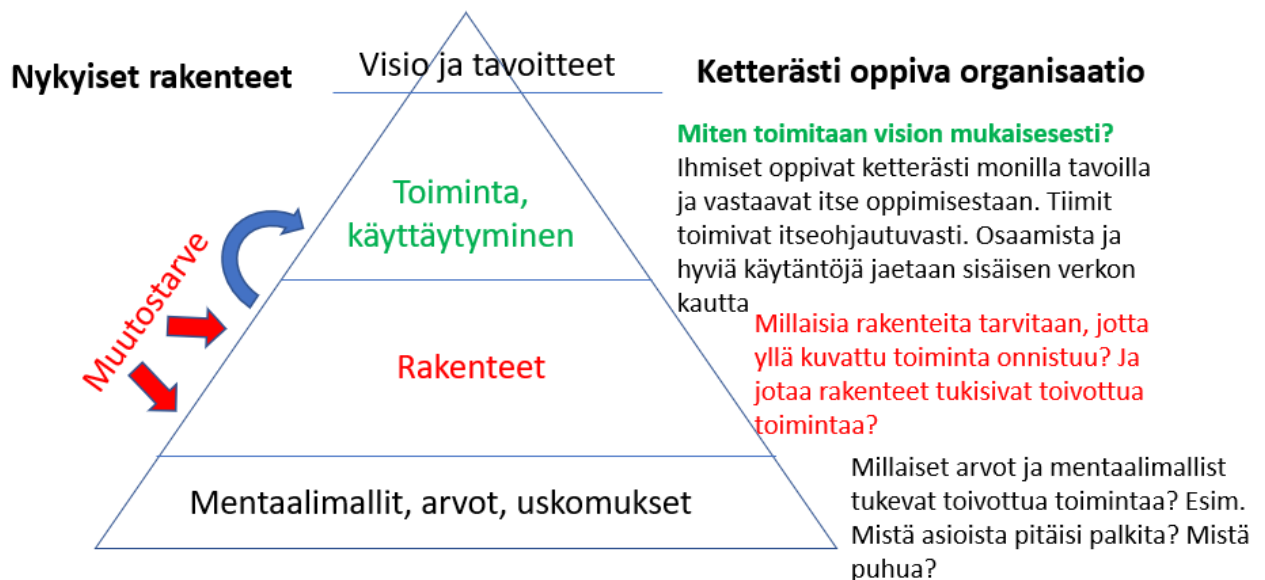 Nykyiset rakenteet
Visio ja tavoitteet
Ketterästi oppiva organisaatio
Miten toimitaan vision mukaisesesti?
Ihmiset oppivat ketterästi monilla tavoilla
ja vastaavat itse oppimisestaan. Tiimit
toimivat itseohjautuvasti. Osaamista ja
hyviä käytäntöjä jaetaan sisäisen verkon
kautta
Toiminta,
käyttäytyminen
Muutostarve
Rakenteet
Millaisia rakenteita tarvitaan, jotta
yllä kuvattu toiminta onnistuu? Ja
jotaa rakenteet tukisivat toivottua
toimintaa?
Mentaalimallit, arvot, uskomukset
Millaiset arvot ja mentaalimallist
tukevat toivottua toimintaa? Esim.
Mistä asioista pitäisi palkita? Mistä
puhua?